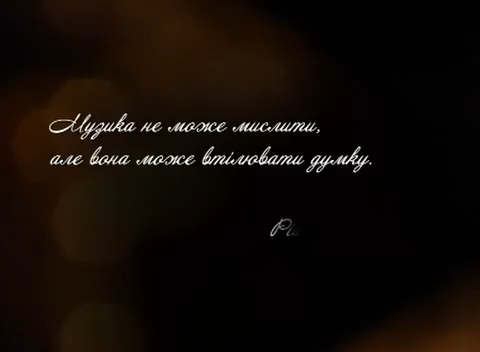 Музика не може мислити,
але вона може втілювати думку.